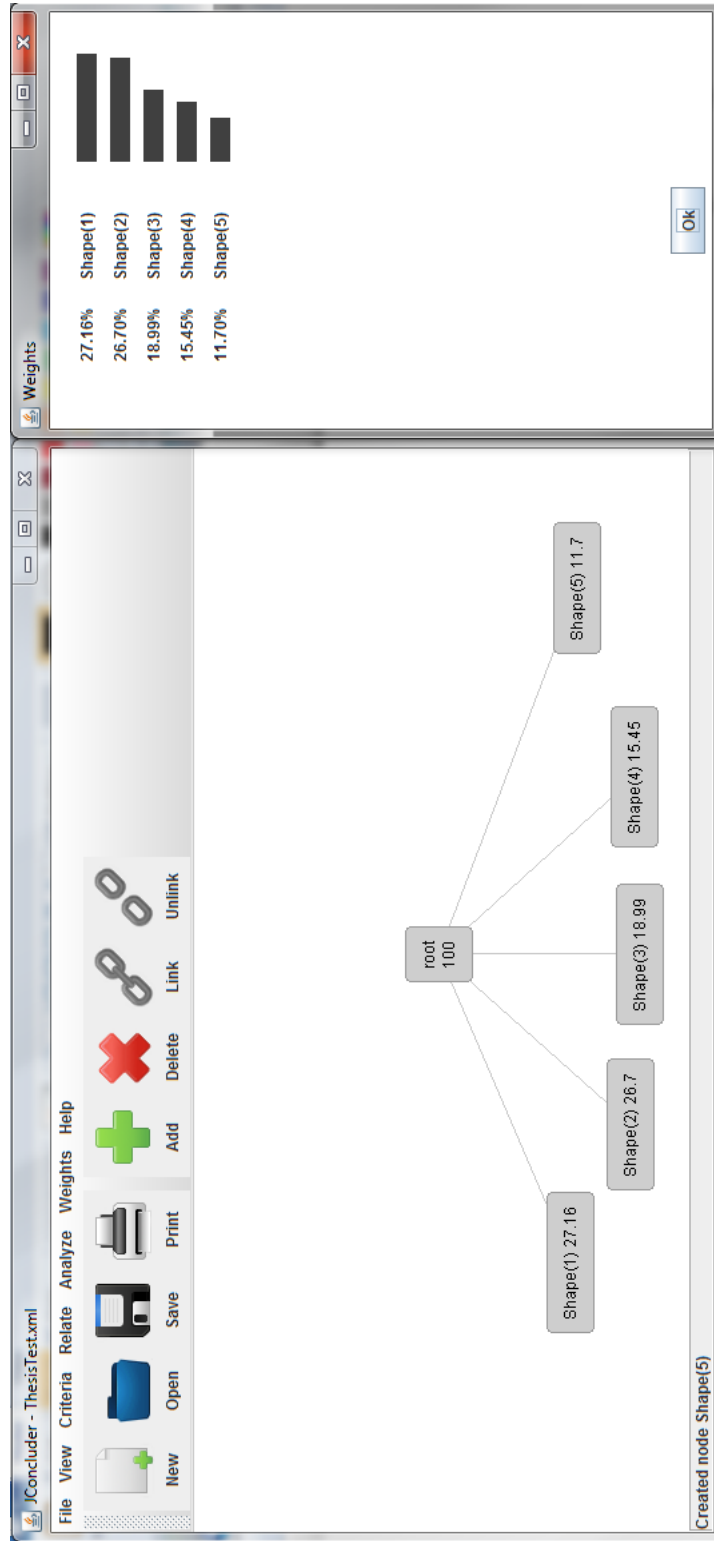 JConcluder - ThesisTest.xml
File View Criteria Relate Analyze Weights Help
New Open Save Print Add Delete Link Unlink
root
100
Shape(1) 27.16
Shape(2) 26.7
Shape(3) 18.99
Shape(4) 15.45
Shape(5) 11.7
Created node Shape(5)
Weights
27.16% Shape(1)
26.70% Shape(2)
18.99% Shape(3)
15.45% Shape(4)
11.70% Shape(5)
Ok